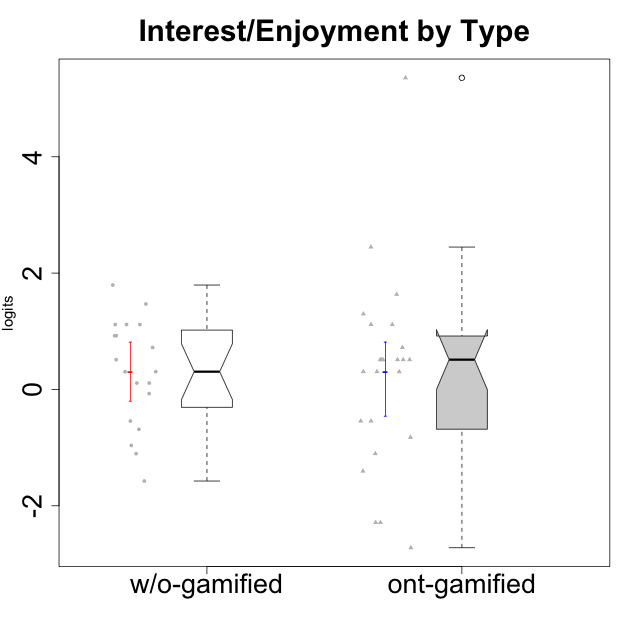 Interest/Enjoyment by Type
logits
4
2
0
-2
w/o-gamified
ont-gamified